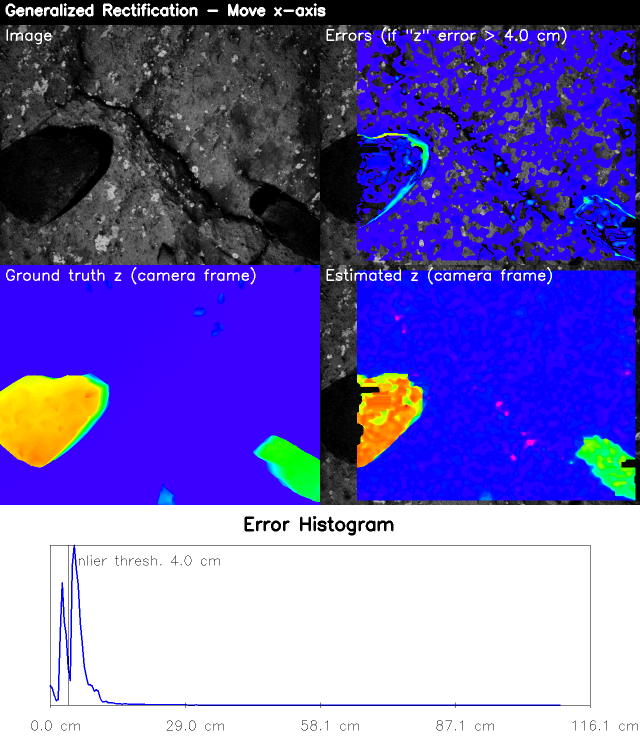 Generalized Rectification - Move x-axis
Image
Errors (if "z" error > 4.0 cm)
Ground truth z (camera frame)
Estimated z (camera frame)
Error Histogram
nlier thresh. 4.0 cm
0.0 cm 29.0 cm 58.1 cm 87.1 cm 116.1 cm